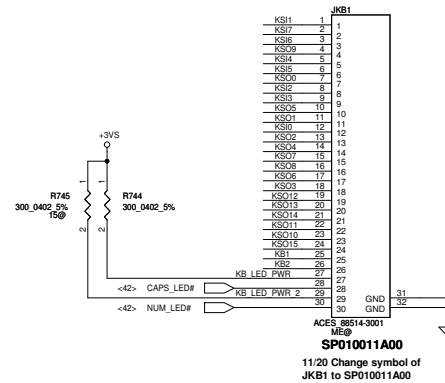 JKB1
KSI1 1 1
KSI7 2 2
KSI6 3 3
KSO9 4 4
KSI4 5 5
KSI5 6 6
KSO0 7 7
KSI2 8 8
KSI3 9 9
KSO5 10 10
KSO1 11 11
KSI0 12 12
KSO2 13 13
KSO4 14 14
KSO7 15 15
KSO8 16 16
KSO6 17 17
KSO3 18 18
KSO12 19 19
KSO13 20 20
KSO14 21 21
KSO11 22 22
KSO10 23 23
KSO15 24 24
KB1 25 25
KB2 26 26
KB_LED_PWR 27 27
<42> CAPS_LED# 28 28
KB_LED_PWR_2 29 29
<42> NUM_LED# 30 30
GND 31
GND 32
+3VS
1 1
R745
300_0402_5%
15@
R744
300_0402_5%
2 2
ACES_88514-3001
ME@
SP010011A00
11/20 Change symbol of
JKB1 to SP010011A00